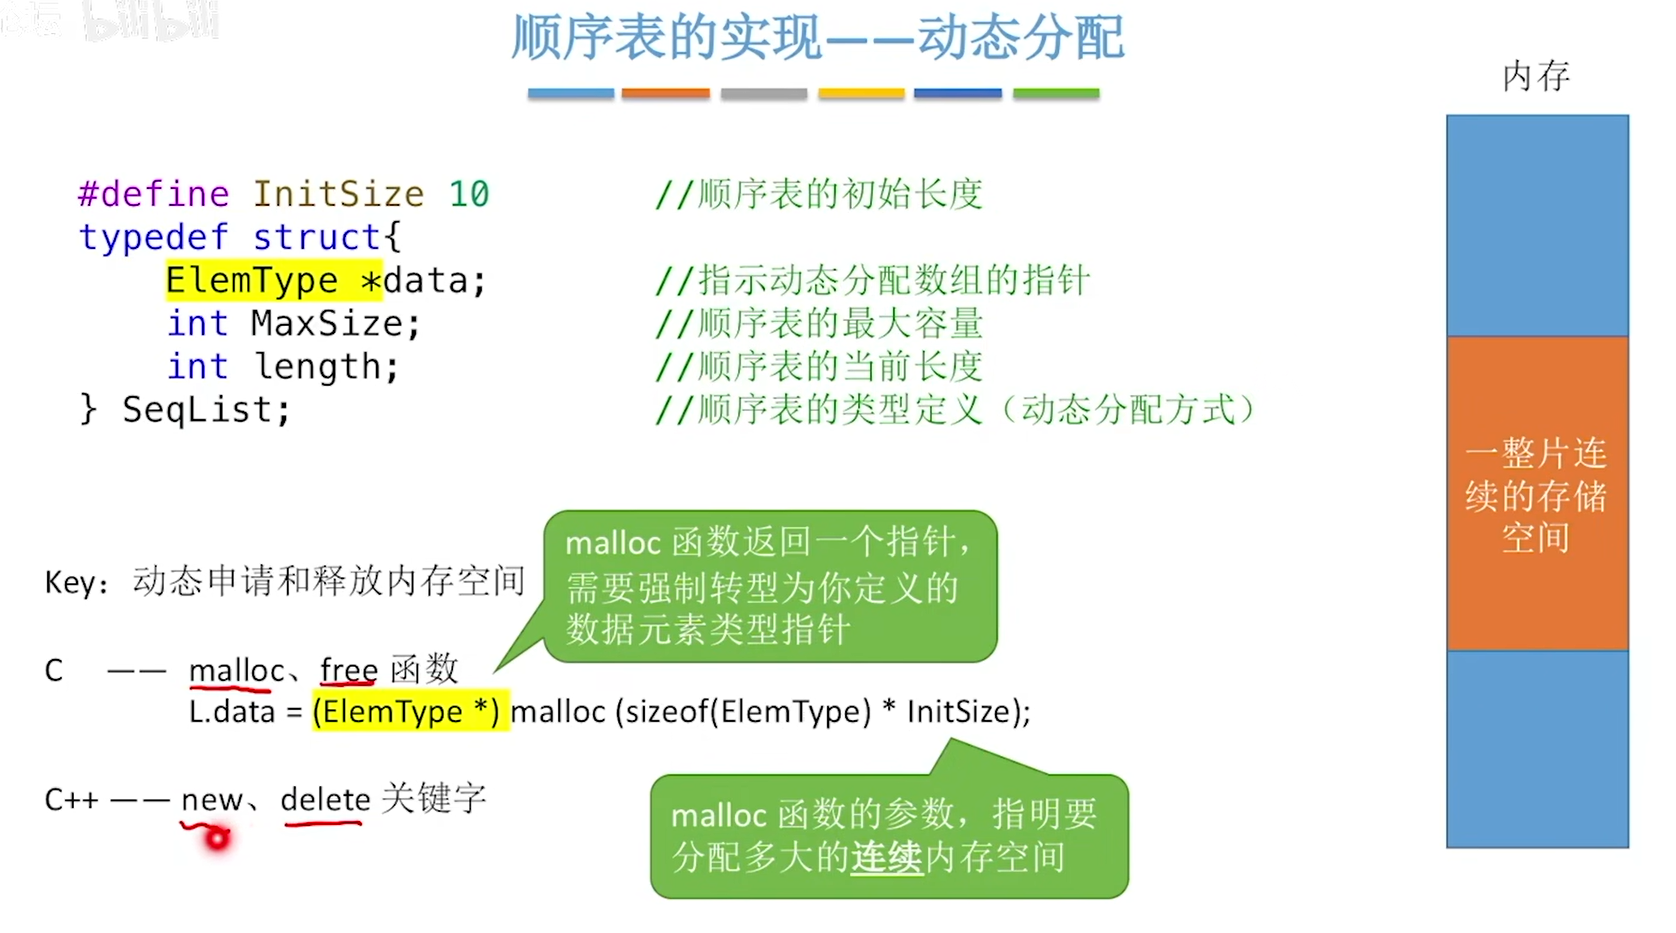 bilibili
顺序表的实现——动态分配
内存
#define InitSize 10 //顺序表的初始长度
typedef struct{
ElemType *data; //指示动态分配数组的指针
int MaxSize; //顺序表的最大容量
int length; //顺序表的当前长度
} SeqList; //顺序表的类型定义（动态分配方式）
一整片连
续的存储
空间
malloc 函数返回一个指针，
需要强制转型为你定义的
数据元素类型指针
Key：动态申请和释放内存空间
C —— malloc、free 函数
L.data = (ElemType *) malloc (sizeof(ElemType) * InitSize);
C++ —— new、delete 关键字
malloc 函数的参数，指明要
分配多大的连续内存空间